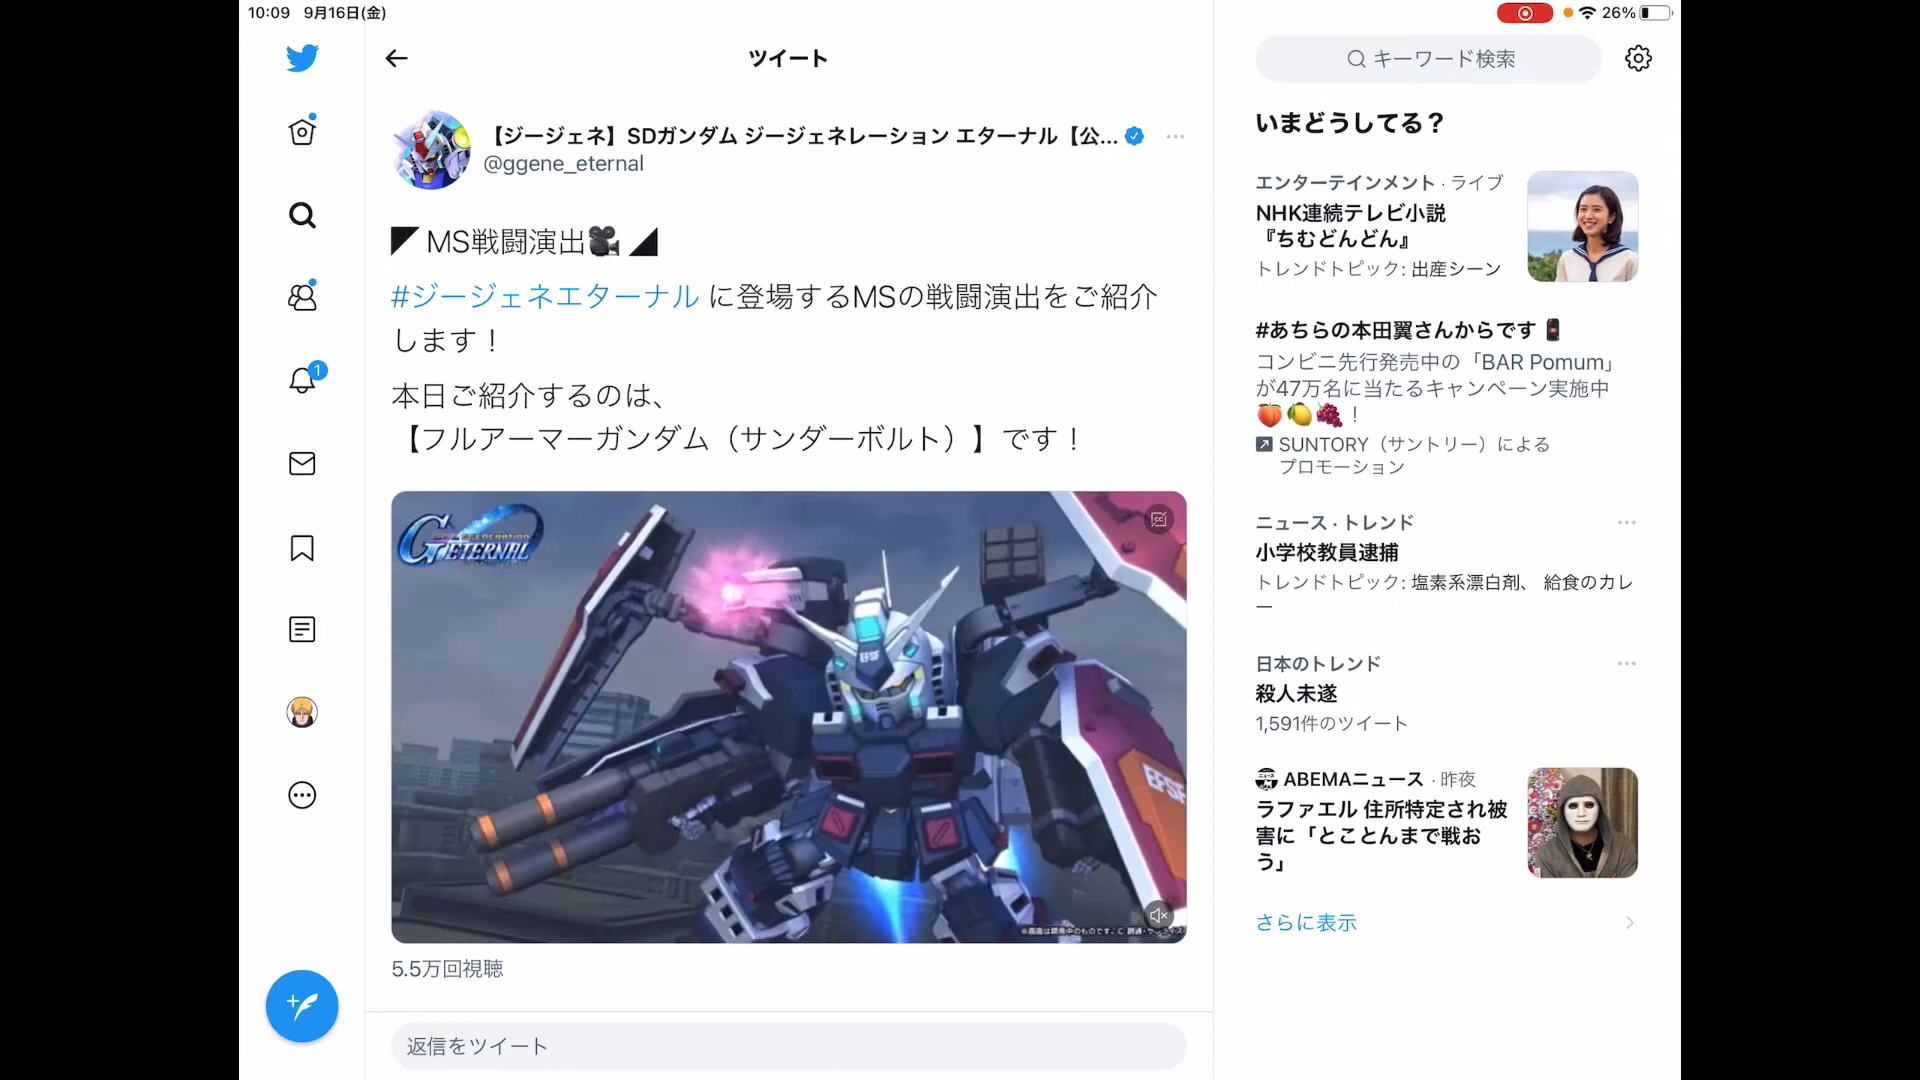 10:09 9月16日(金)
26%
ツイート
キーワード検索
【ジージェネ】SDガンダム ジージェネレーション エターナル【公...
@ggene_eternal
◤ MS戦闘演出🎥 ◢
#ジージェネエターナル に登場するMSの戦闘演出をご紹介
します！
本日ご紹介するのは、
【フルアーマーガンダム（サンダーボルト）】です！
G GENERATION
ETERNAL
EFSF
EFSF
※画面は開発中のものです。
5.5万回視聴
返信をツイート
1
いまどうしてる？
エンターテインメント · ライブ
NHK連続テレビ小説
『ちむどんどん』
トレンドトピック: 出産シーン
#あちらの本田翼さんからです
コンビニ先行発売中の「BAR Pomum」
が47万名に当たるキャンペーン実施中
🍑🍋🍇！
SUNTORY（サントリー）による
プロモーション
ニュース · トレンド
小学校教員逮捕
トレンドトピック: 塩素系漂白剤、 給食のカレ
ー
日本のトレンド
殺人未遂
1,591件のツイート
ABEMAニュース · 昨夜
ラファエル 住所特定され被
害に「とことんまで戦お
う」
さらに表示